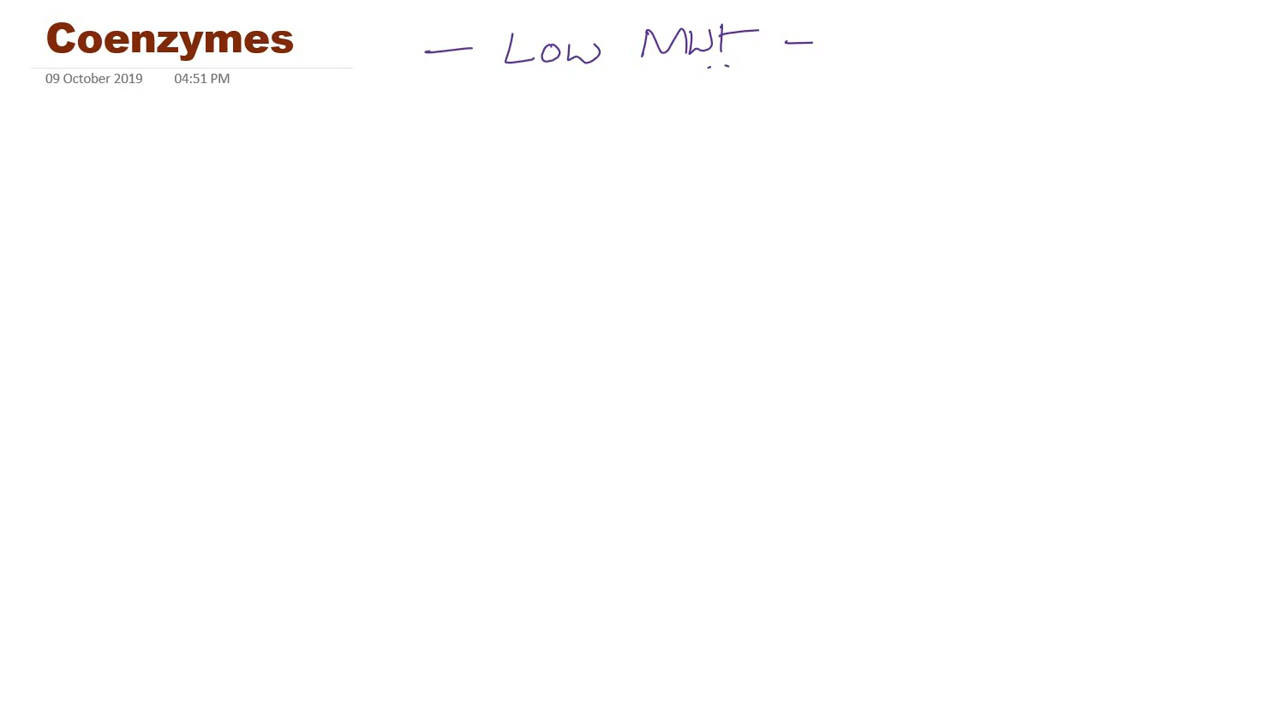 Coenzymes
— Low Mwt —
09 October 2019 04:51 PM